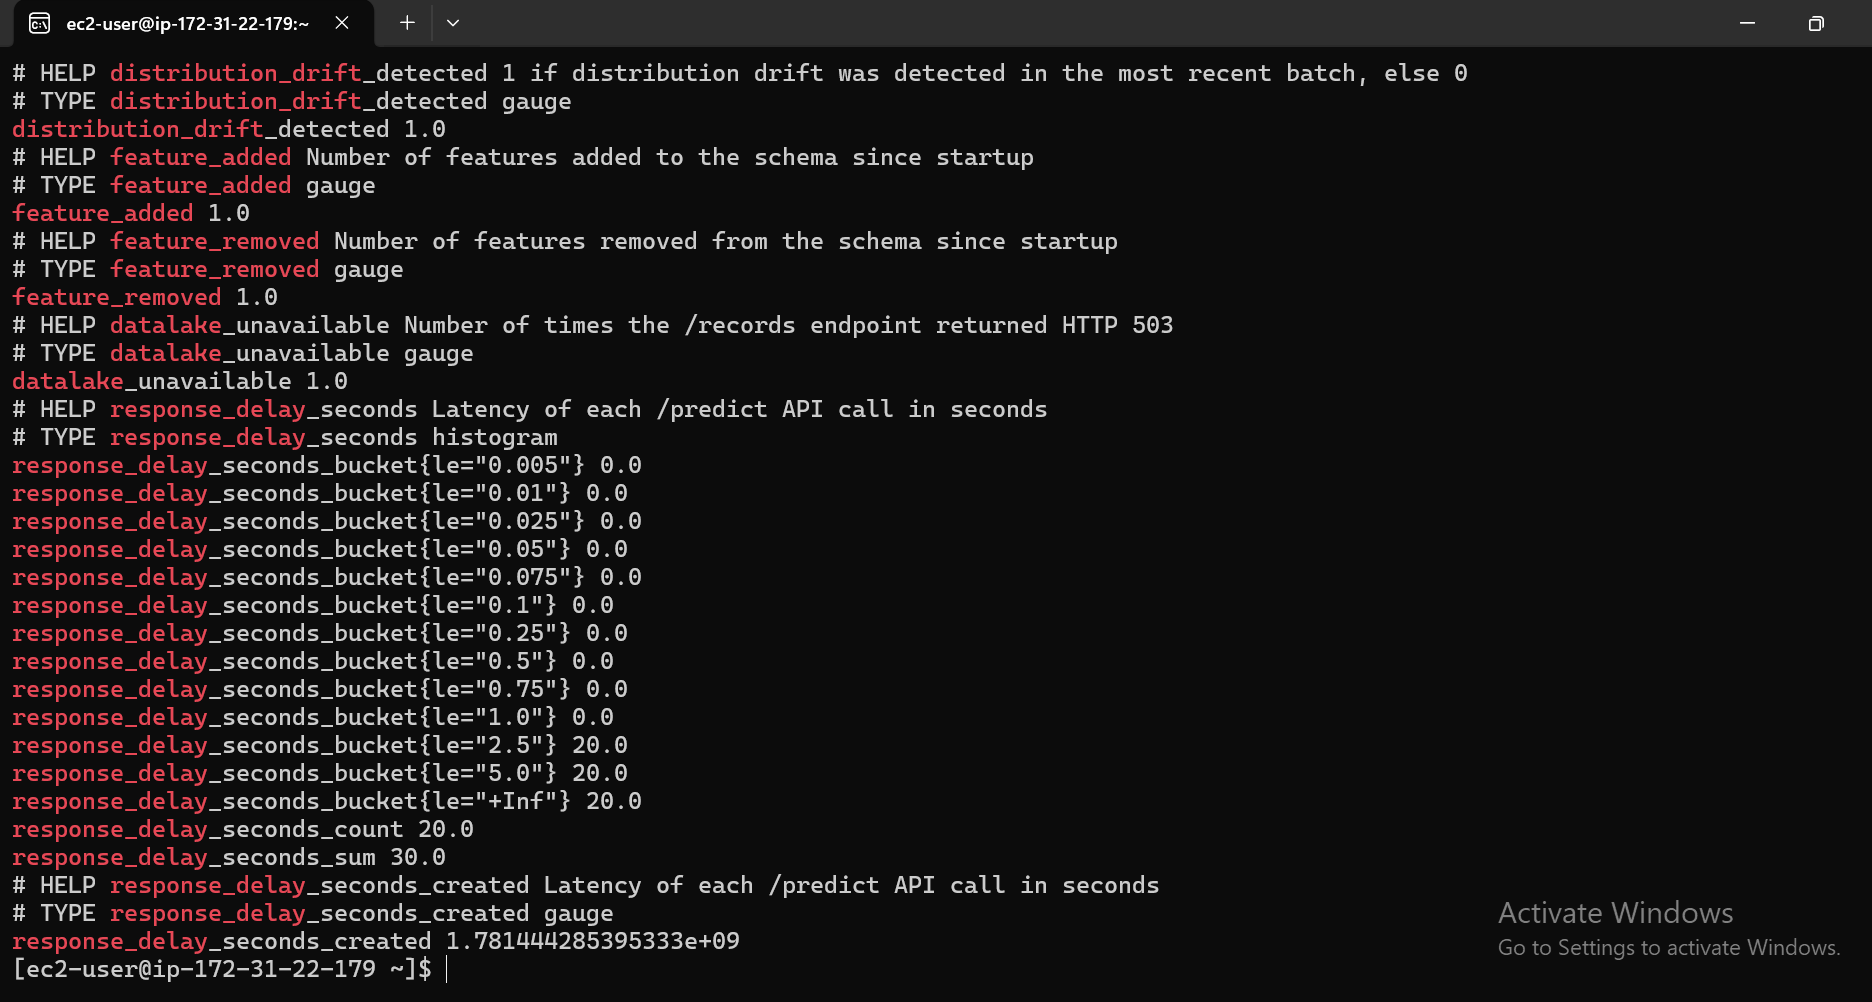 ec2-user@ip-172-31-22-179:~
# HELP distribution_drift_detected 1 if distribution drift was detected in the most recent batch, else 0
# TYPE distribution_drift_detected gauge
distribution_drift_detected 1.0
# HELP feature_added Number of features added to the schema since startup
# TYPE feature_added gauge
feature_added 1.0
# HELP feature_removed Number of features removed from the schema since startup
# TYPE feature_removed gauge
feature_removed 1.0
# HELP datalake_unavailable Number of times the /records endpoint returned HTTP 503
# TYPE datalake_unavailable gauge
datalake_unavailable 1.0
# HELP response_delay_seconds Latency of each /predict API call in seconds
# TYPE response_delay_seconds histogram
response_delay_seconds_bucket{le="0.005"} 0.0
response_delay_seconds_bucket{le="0.01"} 0.0
response_delay_seconds_bucket{le="0.025"} 0.0
response_delay_seconds_bucket{le="0.05"} 0.0
response_delay_seconds_bucket{le="0.075"} 0.0
response_delay_seconds_bucket{le="0.1"} 0.0
response_delay_seconds_bucket{le="0.25"} 0.0
response_delay_seconds_bucket{le="0.5"} 0.0
response_delay_seconds_bucket{le="0.75"} 0.0
response_delay_seconds_bucket{le="1.0"} 0.0
response_delay_seconds_bucket{le="2.5"} 20.0
response_delay_seconds_bucket{le="5.0"} 20.0
response_delay_seconds_bucket{le="+Inf"} 20.0
response_delay_seconds_count 20.0
response_delay_seconds_sum 30.0
# HELP response_delay_seconds_created Latency of each /predict API call in seconds
# TYPE response_delay_seconds_created gauge
response_delay_seconds_created 1.781444285395333e+09
[ec2-user@ip-172-31-22-179 ~]$
Activate Windows
Go to Settings to activate Windows.